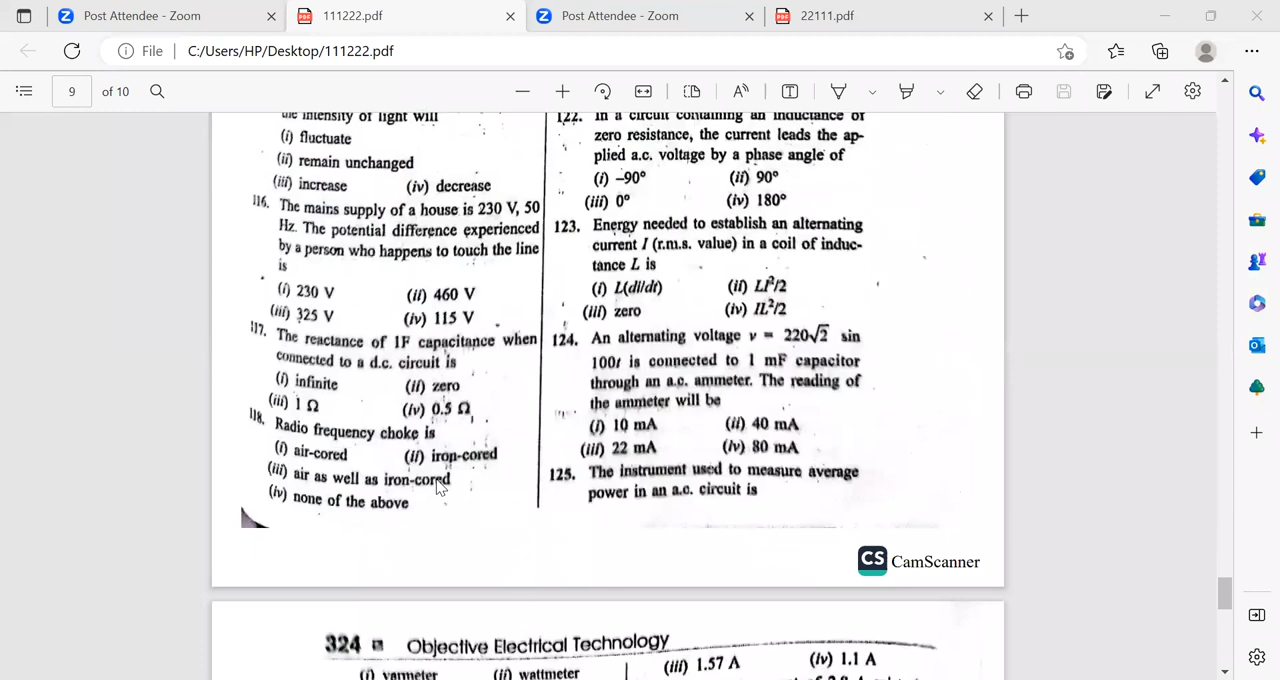 Post Attendee - Zoom
111222.pdf
Post Attendee - Zoom
22111.pdf
File
C:/Users/HP/Desktop/111222.pdf
9
of 10
the intensity of light will
(i) fluctuate
(ii) remain unchanged
(iii) increase (iv) decrease
116. The mains supply of a house is 230 V, 50
Hz. The potential difference experienced
by a person who happens to touch the line
is
(i) 230 V (ii) 460 V
(iii) 325 V (iv) 115 V
117. The reactance of 1F capacitance when
connected to a d.c. circuit is
(i) infinite (ii) zero
(iii) 1 Ω (iv) 0.5 Ω
118. Radio frequency choke is
(i) air-cored (ii) iron-cored
(iii) air as well as iron-cored
(iv) none of the above
122. In a circuit containing an inductance of
zero resistance, the current leads the ap-
plied a.c. voltage by a phase angle of
(i) –90° (ii) 90°
(iii) 0° (iv) 180°
123. Energy needed to establish an alternating
current I (r.m.s. value) in a coil of induc-
tance L is
(i) L(di/dt) (ii) LI²/2
(iii) zero (iv) IL²/2
124. An alternating voltage v = 220√2 sin
100t is connected to 1 mF capacitor
through an a.c. ammeter. The reading of
the ammeter will be
(i) 10 mA (ii) 40 mA
(iii) 22 mA (iv) 80 mA
125. The instrument used to measure average
power in an a.c. circuit is
CS CamScanner
324 Objective Electrical Technology
(i) varmeter (ii) wattmeter
(iii) 1.57 A (iv) 1.1 A